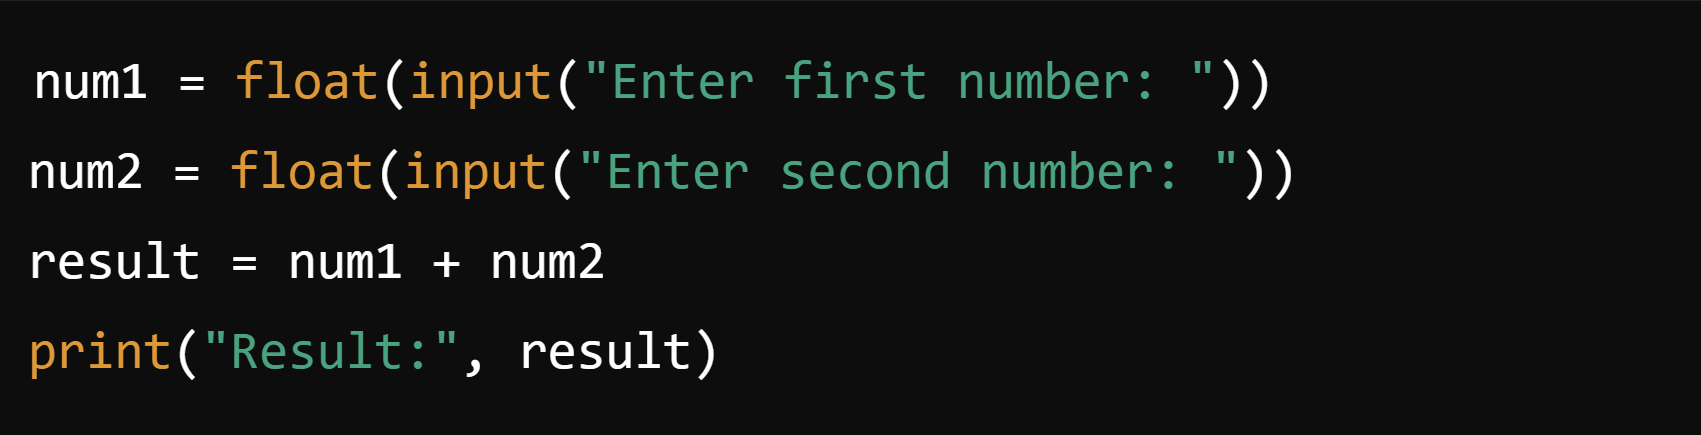 num1 = float(input("Enter first number: "))
num2 = float(input("Enter second number: "))
result = num1 + num2
print("Result:", result)